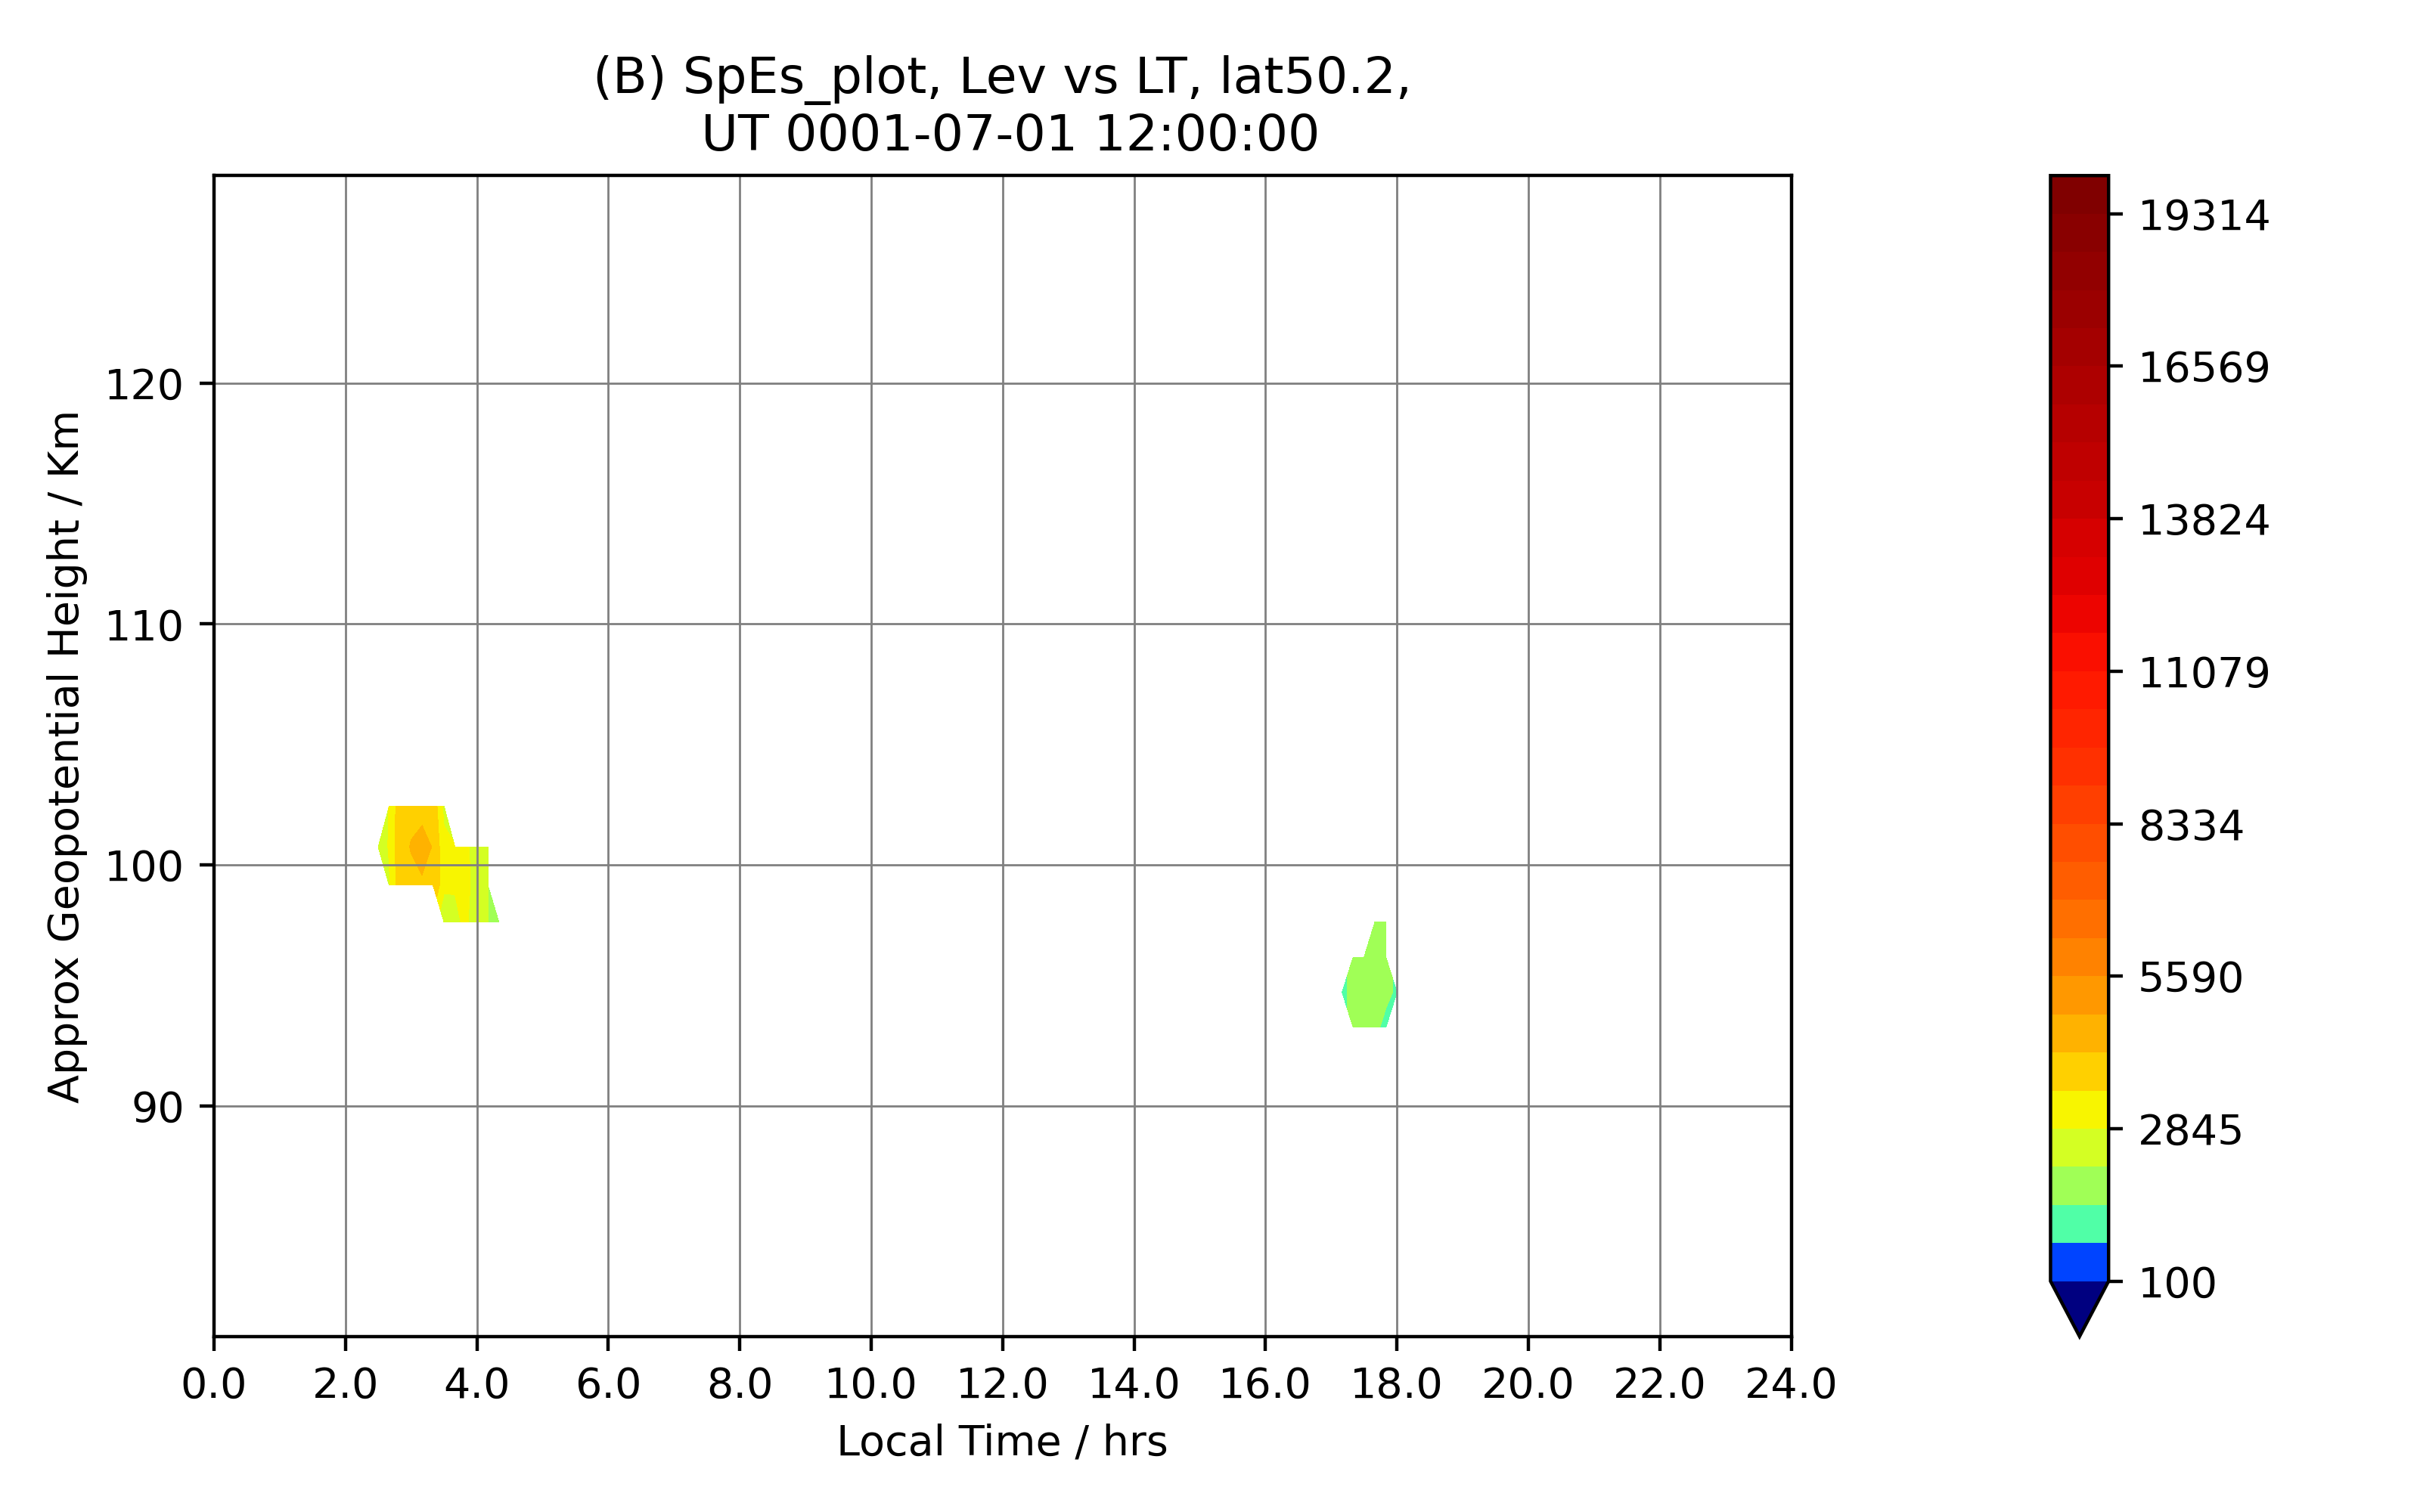 (B) SpEs_plot, Lev vs LT, lat50.2,
UT 0001-07-01 12:00:00
Approx Geopotential Height / Km
120
110
100
90
0.0 2.0 4.0 6.0 8.0 10.0 12.0 14.0 16.0 18.0 20.0 22.0 24.0
Local Time / hrs
19314
16569
13824
11079
8334
5590
2845
100